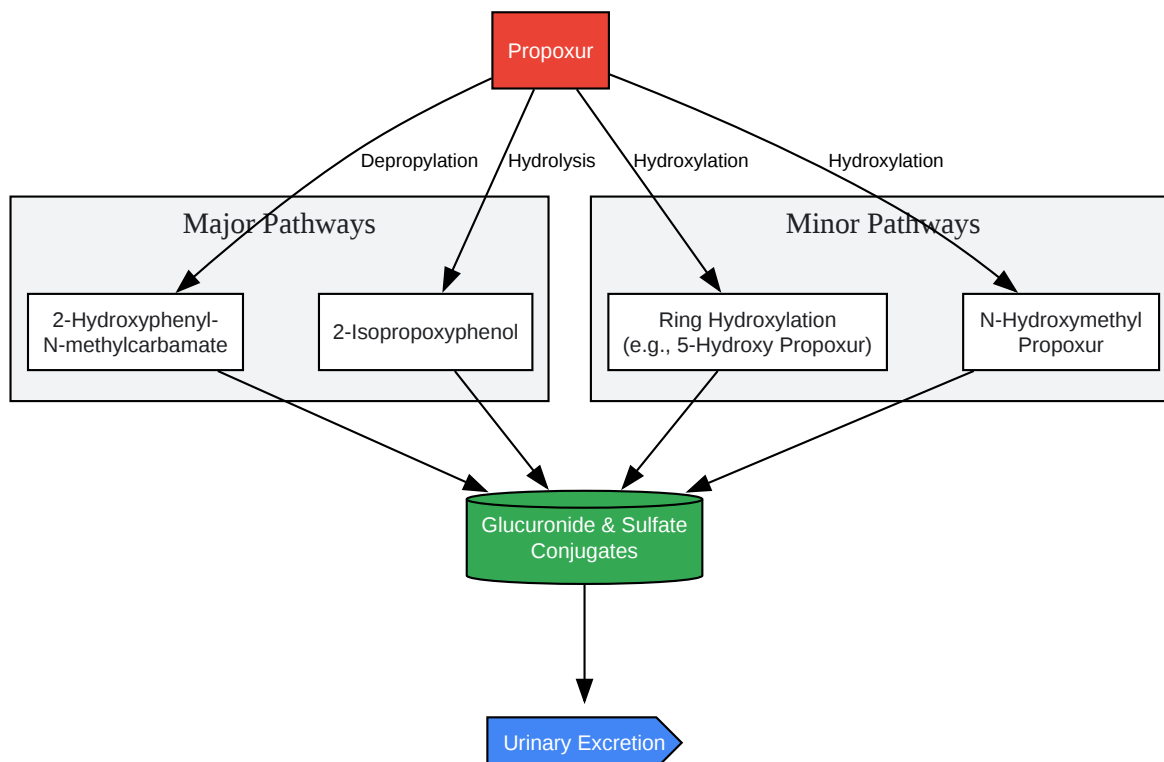 Propoxur
Depropylation
Hydrolysis
Hydroxylation
Hydroxylation
Major Pathways
Minor Pathways
2-Hydroxyphenyl-
N-methylcarbamate
2-Isopropoxyphenol
Ring Hydroxylation
(e.g., 5-Hydroxy Propoxur)
N-Hydroxymethyl
Propoxur
Glucuronide & Sulfate
Conjugates
Urinary Excretion